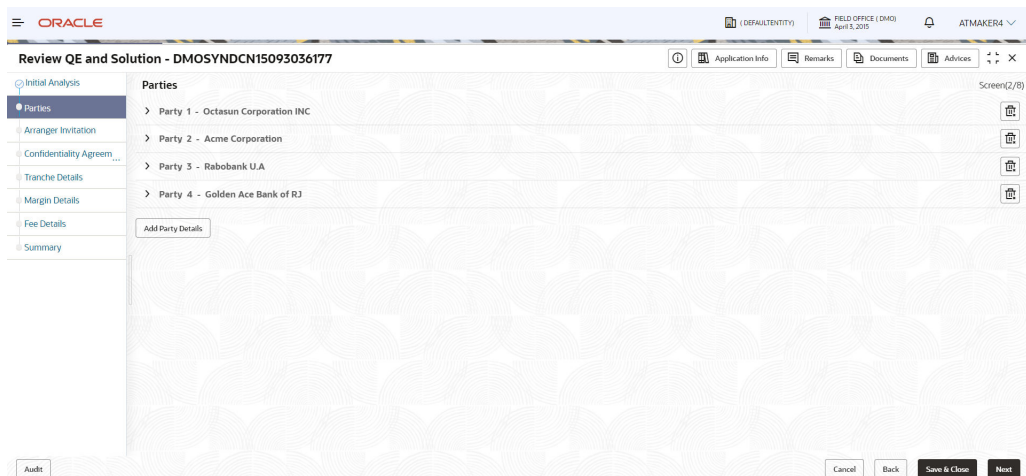 ORACLE
( DEFAULTENTITY)
FIELD OFFICE ( DMO)
April 3, 2015
ATMAKER4
Review QE and Solution - DMOSYNDCN15093036177
Application Info
Remarks
Documents
Advices
Initial Analysis
Parties
Arranger Invitation
Confidentiality Agreem...
Tranche Details
Margin Details
Fee Details
Summary
Parties
Screen(2/8)
Party 1 - Octasun Corporation INC
Party 2 - Acme Corporation
Party 3 - Rabobank U.A
Party 4 - Golden Ace Bank of RJ
Add Party Details
Audit
Cancel
Back
Save & Close
Next